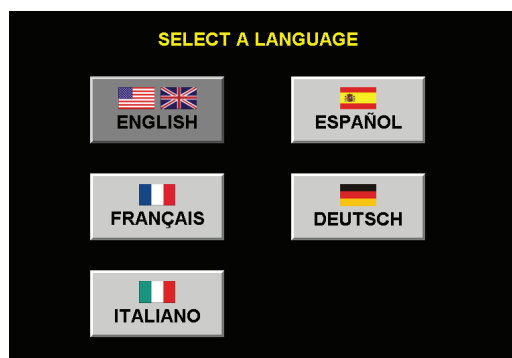 SELECT A LANGUAGE
ENGLISH
ESPAÑOL
FRANÇAIS
DEUTSCH
ITALIANO